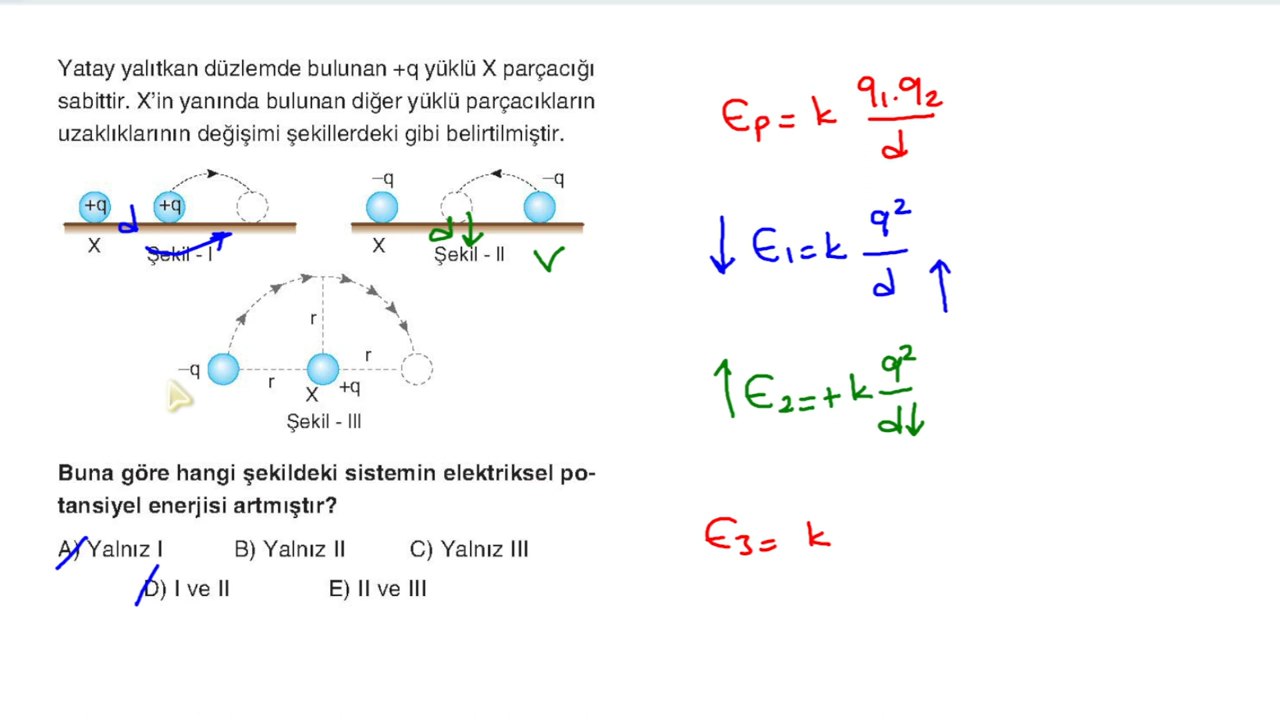 Yatay yalıtkan düzlemde bulunan +q yüklü X parçacığı
sabittir. X'in yanında bulunan diğer yüklü parçacıkların
uzaklıklarının değişimi şekillerdeki gibi belirtilmiştir.
+q +q
d
X
Şekil - I
-q -q
d↓
X
Şekil - II
r
r
-q
r
X
+q
Şekil - III
Buna göre hangi şekildeki sistemin elektriksel po-
tansiyel enerjisi artmıştır?
A) Yalnız I B) Yalnız II C) Yalnız III
D) I ve II E) II ve III
Ep = k q1.q2 / d
↓ E1 = k q² / d ↑
↑ E2 = + k q² / d↓
E3 = k